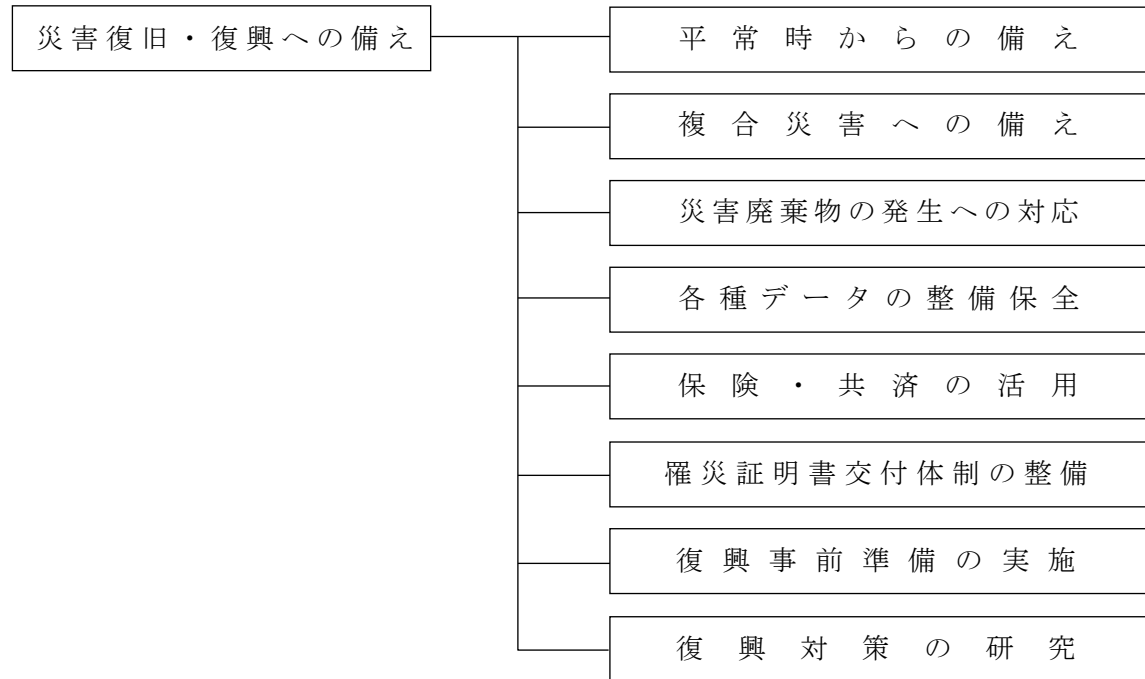 災害復旧・復興への備え
平常時からの備え
複合災害への備え
災害廃棄物の発生への対応
各種データの整備保全
保険・共済の活用
罹災証明書交付体制の整備
復興事前準備の実施
復興対策の研究